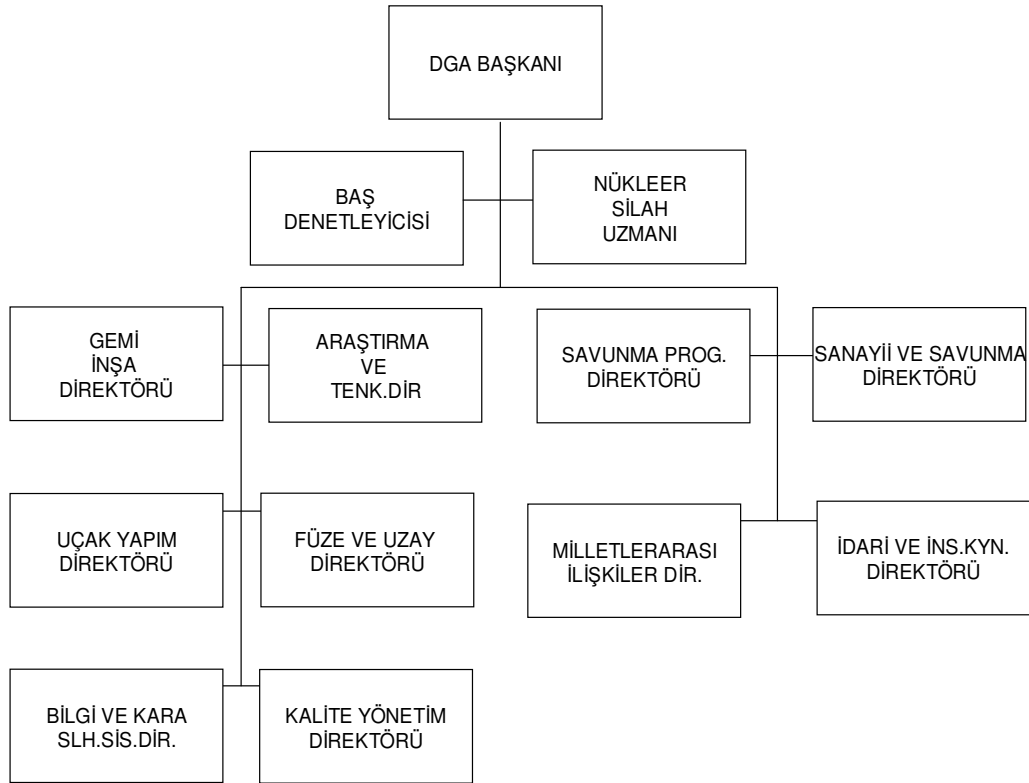 DGA BAŞKANI
BAŞ
DENETLEYİCİSİ
NÜKLEER
SİLAH
UZMANI
GEMİ
İNŞA
DİREKTÖRÜ
ARAŞTIRMA
VE
TENK.DİR
SAVUNMA PROG.
DİREKTÖRÜ
SANAYİİ VE SAVUNMA
DİREKTÖRÜ
UÇAK YAPIM
DİREKTÖRÜ
FÜZE VE UZAY
DİREKTÖRÜ
MİLLETLERARASI
İLİŞKİLER DİR.
İDARİ VE İNS.KYN.
DİREKTÖRÜ
BİLGİ VE KARA
SLH.SİS.DİR.
KALİTE YÖNETİM
DİREKTÖRÜ